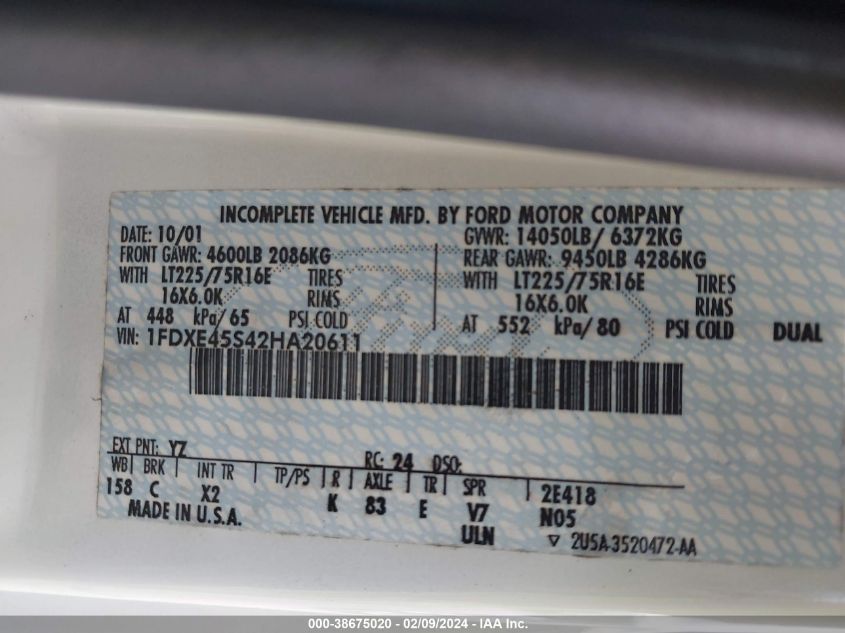 INCOMPLETE VEHICLE MFD. BY FORD MOTOR COMPANY
DATE: 10/01 GVWR: 14050LB/ 6372KG
FRONT GAWR: 4600LB 2086KG REAR GAWR: 9450LB 4286KG
WITH LT225/75R16E TIRES WITH LT225/75R16E TIRES
16X6.0K RIMS 16X6.0K RIMS
AT 448 kPa/65 PSI COLD AT 552 kPa/80 PSI COLD DUAL
VIN: 1FDXE45S42HA20611
EXT PNT: YZ RC: 24 DSO:
WB BRK INT TR TP/PS R AXLE TR SPR 2E418
158 C X2 K 83 E V7 N05
MADE IN U.S.A. ULN ▽ 2U5A-3520472-AA
000-38675020 - 02/09/2024 - IAA Inc.